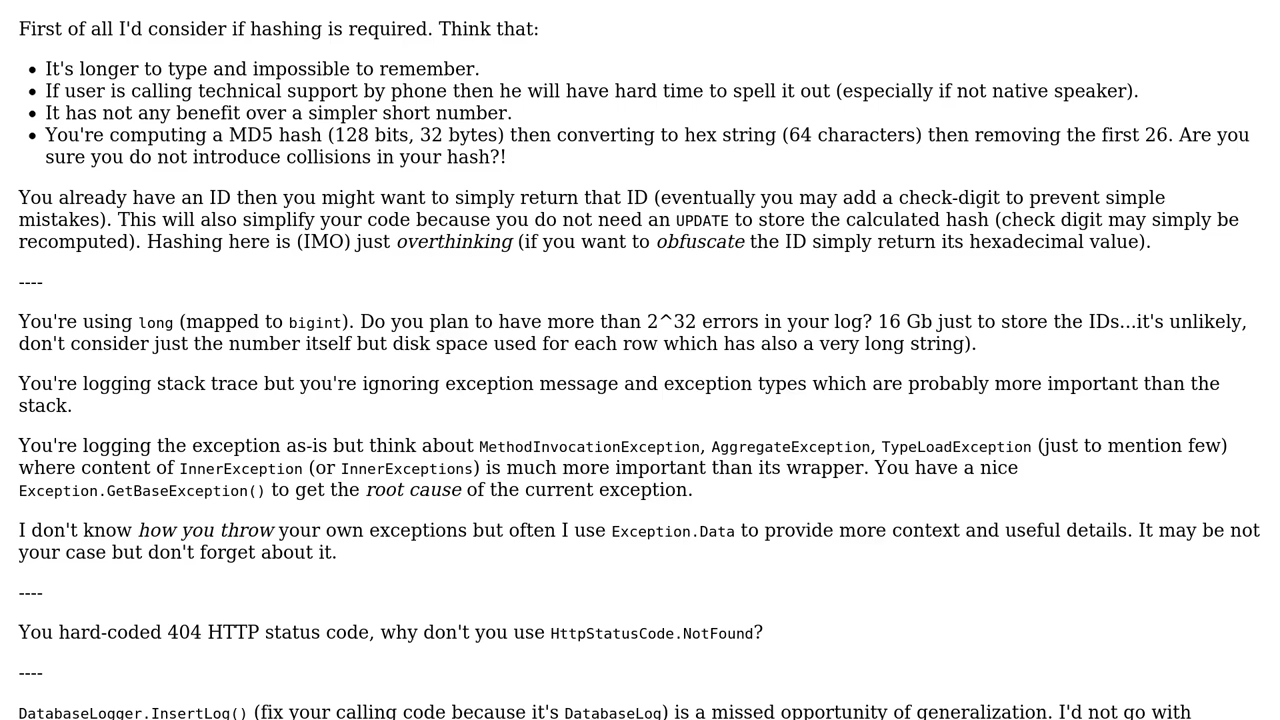 First of all I'd consider if hashing is required. Think that:
It's longer to type and impossible to remember.
If user is calling technical support by phone then he will have hard time to spell it out (especially if not native speaker).
It has not any benefit over a simpler short number.
You're computing a MD5 hash (128 bits, 32 bytes) then converting to hex string (64 characters) then removing the first 26. Are you
sure you do not introduce collisions in your hash?!
You already have an ID then you might want to simply return that ID (eventually you may add a check-digit to prevent simple
mistakes). This will also simplify your code because you do not need an UPDATE to store the calculated hash (check digit may simply be
recomputed). Hashing here is (IMO) just overthinking (if you want to obfuscate the ID simply return its hexadecimal value).
----
You're using long (mapped to bigint). Do you plan to have more than 2^32 errors in your log? 16 Gb just to store the IDs...it's unlikely,
don't consider just the number itself but disk space used for each row which has also a very long string).
You're logging stack trace but you're ignoring exception message and exception types which are probably more important than the
stack.
You're logging the exception as-is but think about MethodInvocationException, AggregateException, TypeLoadException (just to mention few)
where content of InnerException (or InnerExceptions) is much more important than its wrapper. You have a nice
Exception.GetBaseException() to get the root cause of the current exception.
I don't know how you throw your own exceptions but often I use Exception.Data to provide more context and useful details. It may be not
your case but don't forget about it.
----
You hard-coded 404 HTTP status code, why don't you use HttpStatusCode.NotFound?
----
DatabaseLogger.InsertLog() (fix your calling code because it's DatabaseLog) is a missed opportunity of generalization. I'd not go with